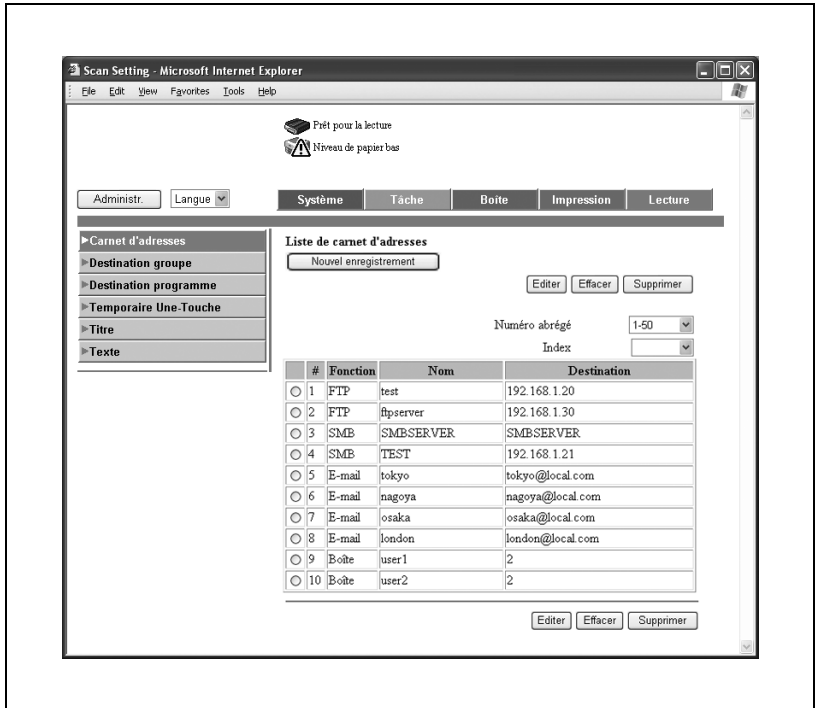 Scan Setting - Microsoft Internet Explorer
File Edit View Favorites Tools Help
Prêt pour la lecture
Niveau de papier bas
Administr. Langue Système Tâche Boîte Impression Lecture
Carnet d'adresses
Destination groupe
Destination programme
Temporaire Une-Touche
Titre
Texte
Liste de carnet d'adresses
Nouvel enregistrement
Editer Effacer Supprimer
Numéro abrégé 1-50
Index
# Fonction Nom Destination
1 FTP test 192.168.1.20
2 FTP ftpserver 192.168.1.30
3 SMB SMBSERVER SMBSERVER
4 SMB TEST 192.168.1.21
5 E-mail tokyo tokyo@local.com
6 E-mail nagoya nagoya@local.com
7 E-mail osaka osaka@local.com
8 E-mail london london@local.com
9 Boîte user1 2
10 Boîte user2 2
Editer Effacer Supprimer